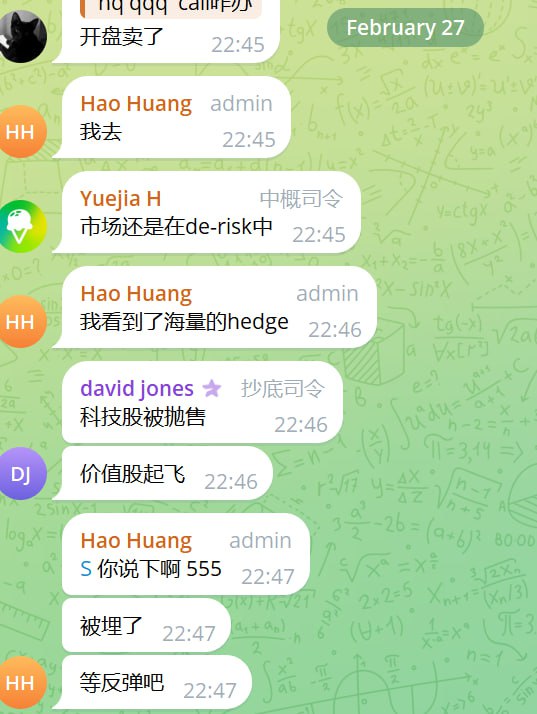 nq qqq call咋办
开盘卖了 22:45
February 27
HH
Hao Huang admin
我去 22:45
Yuejia H 中概司令
市场还是在de-risk中 22:45
HH
Hao Huang admin
我看到了海量的hedge 22:46
david jones 抄底司令
科技股被抛售 22:46
DJ
价值股起飞 22:46
Hao Huang admin
S 你说下啊 555 22:47
被埋了 22:47
HH
等反弹吧 22:47